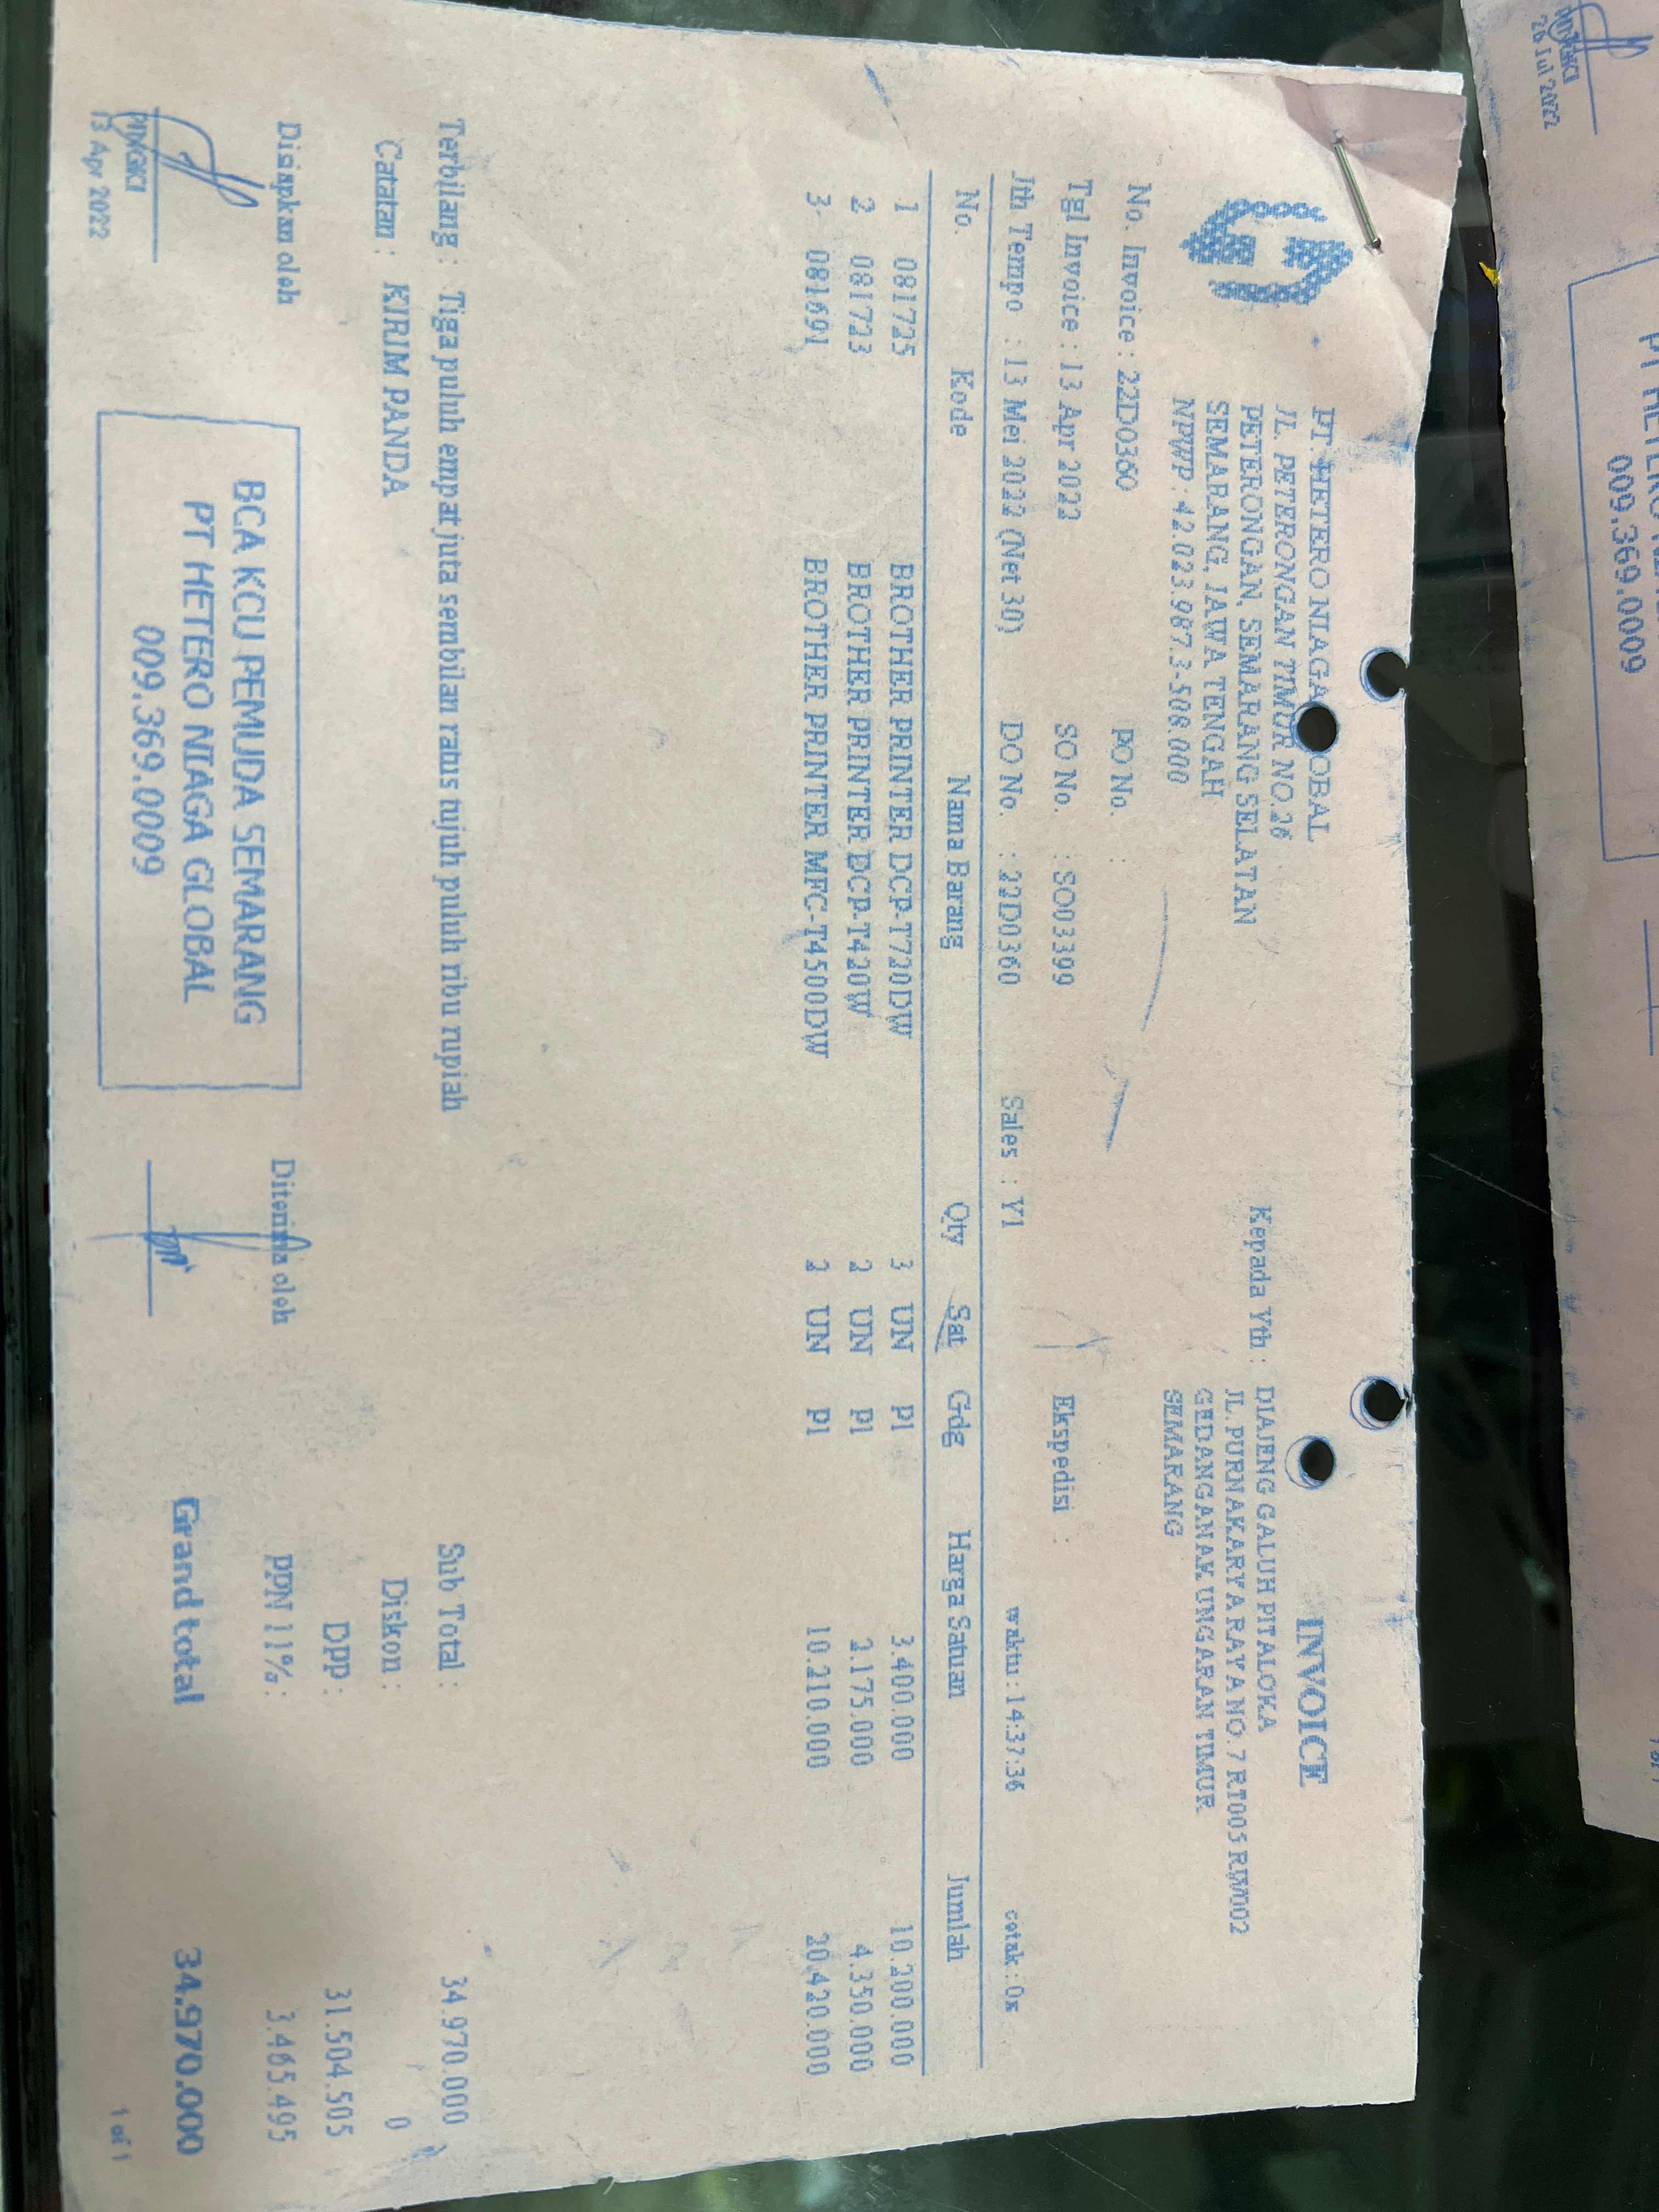 INVOICE
PT. HETERO NIAGA OBAL
JL. PETERONGAN TIMUR NO.26
PETERONGAN, SEMARANG SELATAN
SEMARANG, JAWA TENGAH
NPWP : 42.023.987.3-508.000
Kepada Yth : DIAJENG GALUH PITALOKA
JL. PURNAKARYA RAYA NO. 7 RT005 RW002
GEDANGANAK UNGARAN TIMUR
SEMARANG
No. Invoice : 22D0360 PO No. :
Tgl Invoice : 13 Apr 2022 SO No. : SO03399 Ekspedisi :
Jth Tempo : 13 Mei 2022 (Net 30) DO No. : 22D0360 Sales : Y1 waktu : 14:37:36 cetak : 0x
No. Kode Nama Barang Qty Sat Gdg Harga Satuan Jumlah
1 081725 BROTHER PRINTER DCP-T720DW 3 UN P1 3.400.000 10.200.000
2 081723 BROTHER PRINTER DCP-T420W 2 UN P1 2.175.000 4.350.000
3 081691 BROTHER PRINTER MFC-T4500DW 2 UN P1 10.210.000 20.420.000
Terbilang : Tiga puluh empat juta sembilan ratus tujuh puluh ribu rupiah
Catatan : KIRIM PANDA
Sub Total : 34.970.000
Diskon : 0
DPP : 31.504.505
PPN 11% : 3.465.495
Grand total 34.970.000
Disiapkan oleh
PINGKI
13 Apr 2022
BCA KCU PEMUDA SEMARANG
PT HETERO NIAGA GLOBAL
009.369.0009
Diterima oleh
1 of 1
PINGKI
26 Jul 2022
009.369.0009